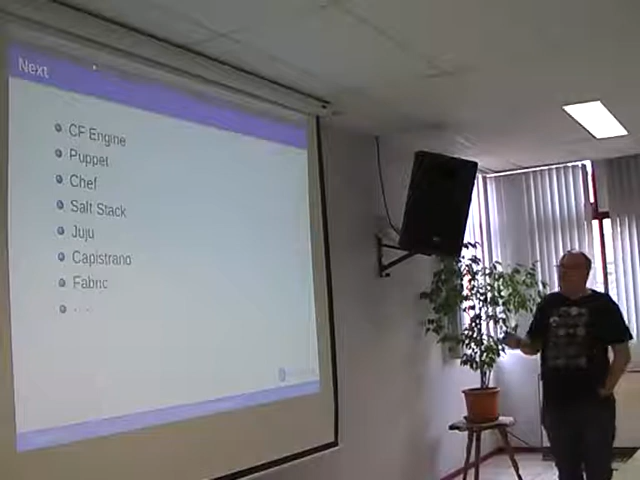 Next
CF Engine
Puppet
Chef
Salt Stack
Juju
Capistrano
Fabric
. . .